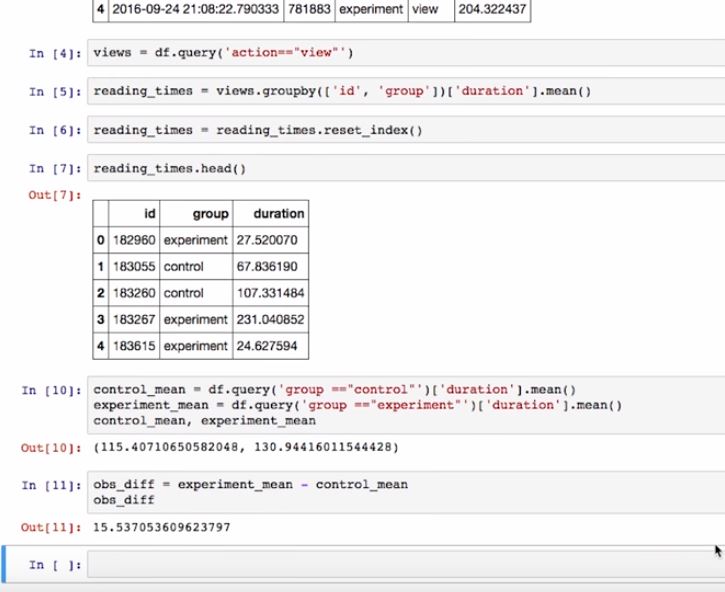 4 2016-09-24 21:08:22.790333 781883 experiment view 204.322437
In [4]: views = df.query('action=="view"')
In [5]: reading_times = views.groupby(['id', 'group'])['duration'].mean()
In [6]: reading_times = reading_times.reset_index()
In [7]: reading_times.head()
Out[7]:
id group duration
0 182960 experiment 27.520070
1 183055 control 67.836190
2 183260 control 107.331484
3 183267 experiment 231.040852
4 183615 experiment 24.627594
In [10]: control_mean = df.query('group =="control"')['duration'].mean()
experiment_mean = df.query('group =="experiment"')['duration'].mean()
control_mean, experiment_mean
Out[10]: (115.40710650582048, 130.94416011544428)
In [11]: obs_diff = experiment_mean - control_mean
obs_diff
Out[11]: 15.537053609623797
In [ ]: